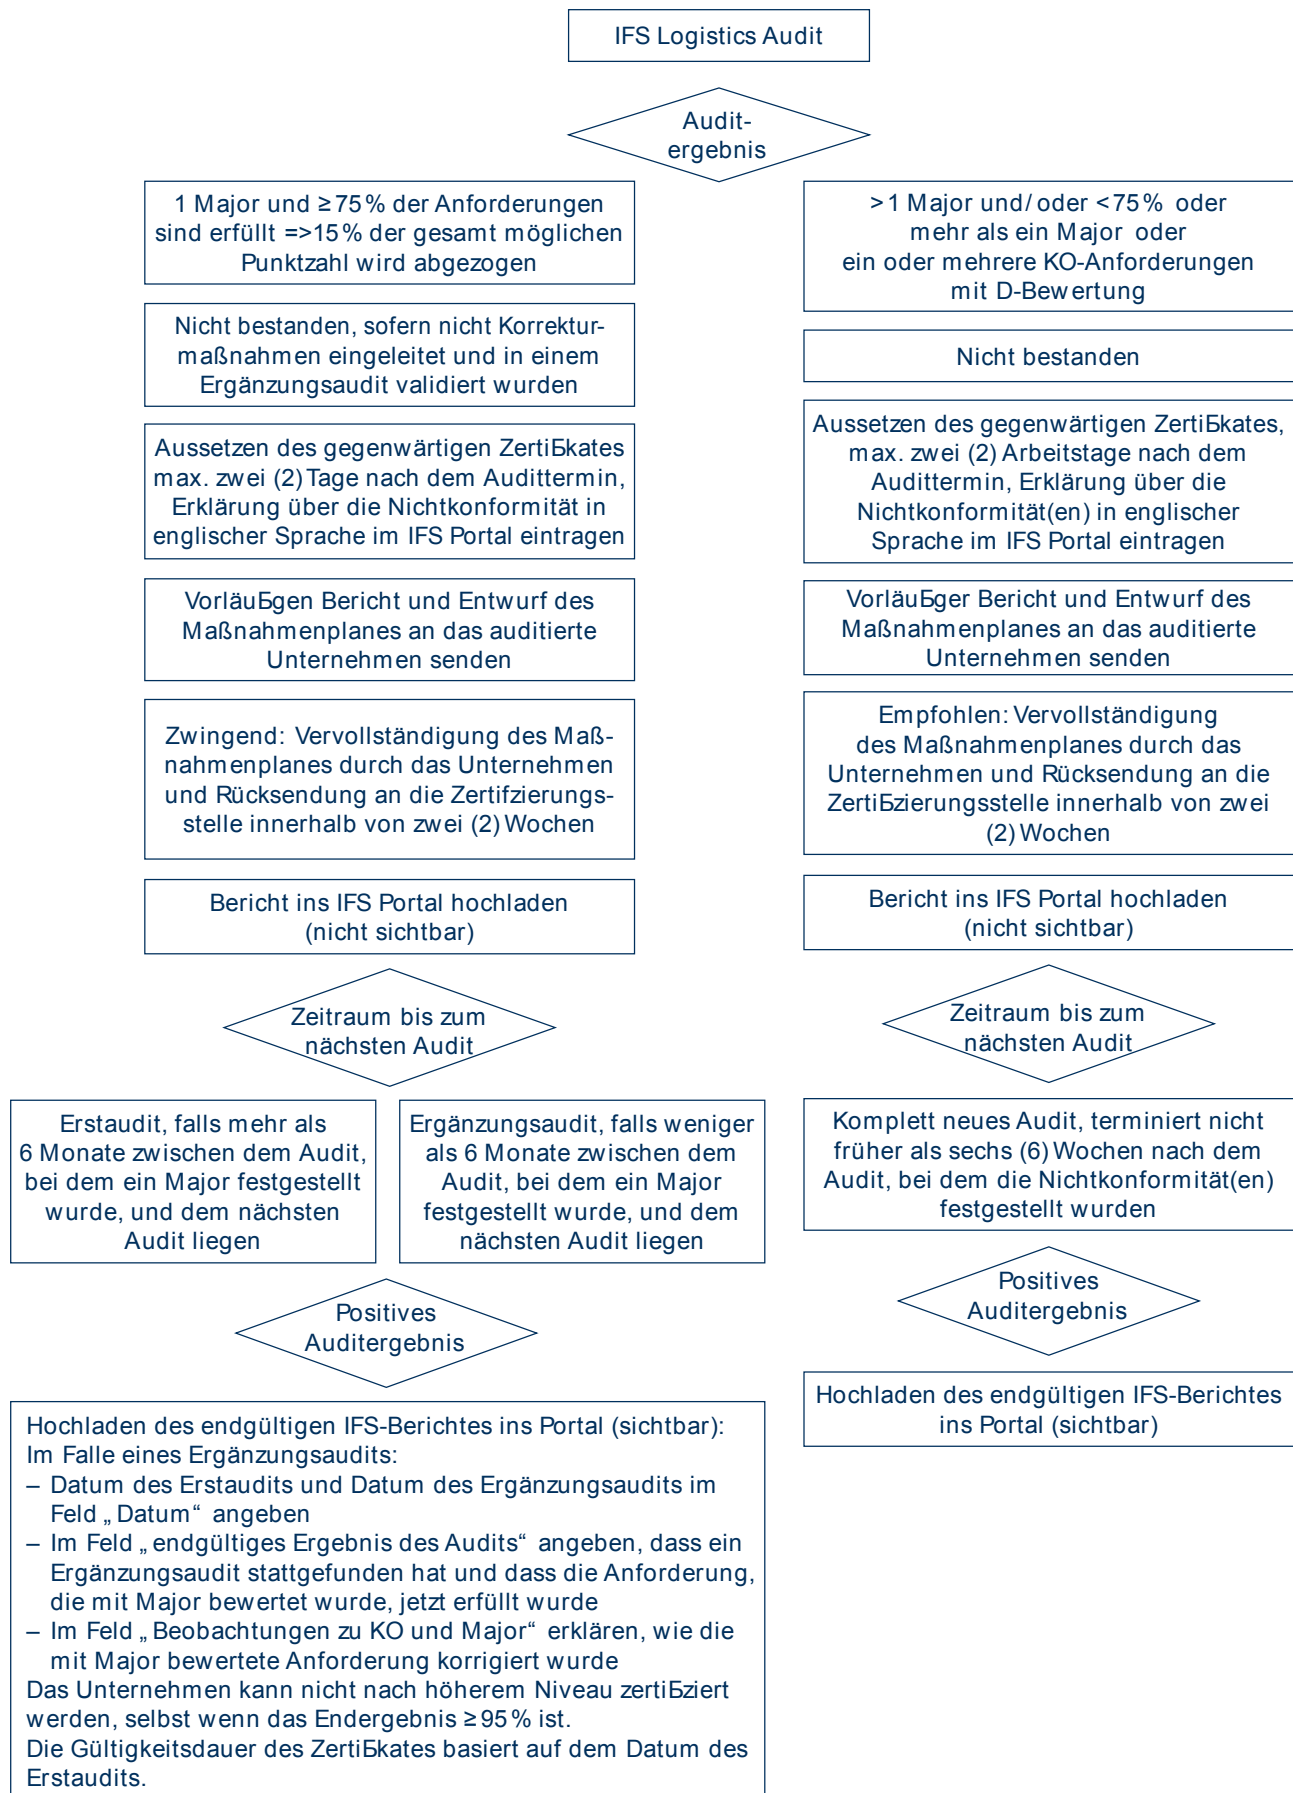 IFS Logistics Audit
Audit-
ergebnis
1 Major und ≥75% der Anforderungen
sind erfüllt =>15% der gesamt möglichen
Punktzahl wird abgezogen
Nicht bestanden, sofern nicht Korrektur-
maßnahmen eingeleitet und in einem
Ergänzungsaudit validiert wurden
Aussetzen des gegenwärtigen ZertiБkates
max. zwei (2) Tage nach dem Audittermin,
Erklärung über die Nichtkonformität in
englischer Sprache im IFS Portal eintragen
VorläuБgen Bericht und Entwurf des
Maßnahmenplanes an das auditierte
Unternehmen senden
Zwingend: Vervollständigung des Maß-
nahmenplanes durch das Unternehmen
und Rücksendung an die Zertifzierungs-
stelle innerhalb von zwei (2) Wochen
Bericht ins IFS Portal hochladen
(nicht sichtbar)
Zeitraum bis zum
nächsten Audit
Erstaudit, falls mehr als
6 Monate zwischen dem Audit,
bei dem ein Major festgestellt
wurde, und dem nächsten
Audit liegen
Ergänzungsaudit, falls weniger
als 6 Monate zwischen dem
Audit, bei dem ein Major
festgestellt wurde, und dem
nächsten Audit liegen
Positives
Auditergebnis
Hochladen des endgültigen IFS-Berichtes ins Portal (sichtbar):
Im Falle eines Ergänzungsaudits:
– Datum des Erstaudits und Datum des Ergänzungsaudits im
Feld „Datum“ angeben
– Im Feld „endgültiges Ergebnis des Audits“ angeben, dass ein
Ergänzungsaudit stattgefunden hat und dass die Anforderung,
die mit Major bewertet wurde, jetzt erfüllt wurde
– Im Feld „Beobachtungen zu KO und Major“ erklären, wie die
mit Major bewertete Anforderung korrigiert wurde
Das Unternehmen kann nicht nach höherem Niveau zertiБziert
werden, selbst wenn das Endergebnis ≥95% ist.
Die Gültigkeitsdauer des ZertiБkates basiert auf dem Datum des
Erstaudits.
>1 Major und/oder <75% oder
mehr als ein Major oder
ein oder mehrere KO-Anforderungen
mit D-Bewertung
Nicht bestanden
Aussetzen des gegenwärtigen ZertiБkates,
max. zwei (2) Arbeitstage nach dem
Audittermin, Erklärung über die
Nichtkonformität(en) in englischer
Sprache im IFS Portal eintragen
VorläuБger Bericht und Entwurf des
Maßnahmenplanes an das auditierte
Unternehmen senden
Empfohlen: Vervollständigung
des Maßnahmenplanes durch das
Unternehmen und Rücksendung an die
ZertiБzierungsstelle innerhalb von zwei
(2) Wochen
Bericht ins IFS Portal hochladen
(nicht sichtbar)
Zeitraum bis zum
nächsten Audit
Komplett neues Audit, terminiert nicht
früher als sechs (6) Wochen nach dem
Audit, bei dem die Nichtkonformität(en)
festgestellt wurden
Positives
Auditergebnis
Hochladen des endgültigen IFS-Berichtes
ins Portal (sichtbar)